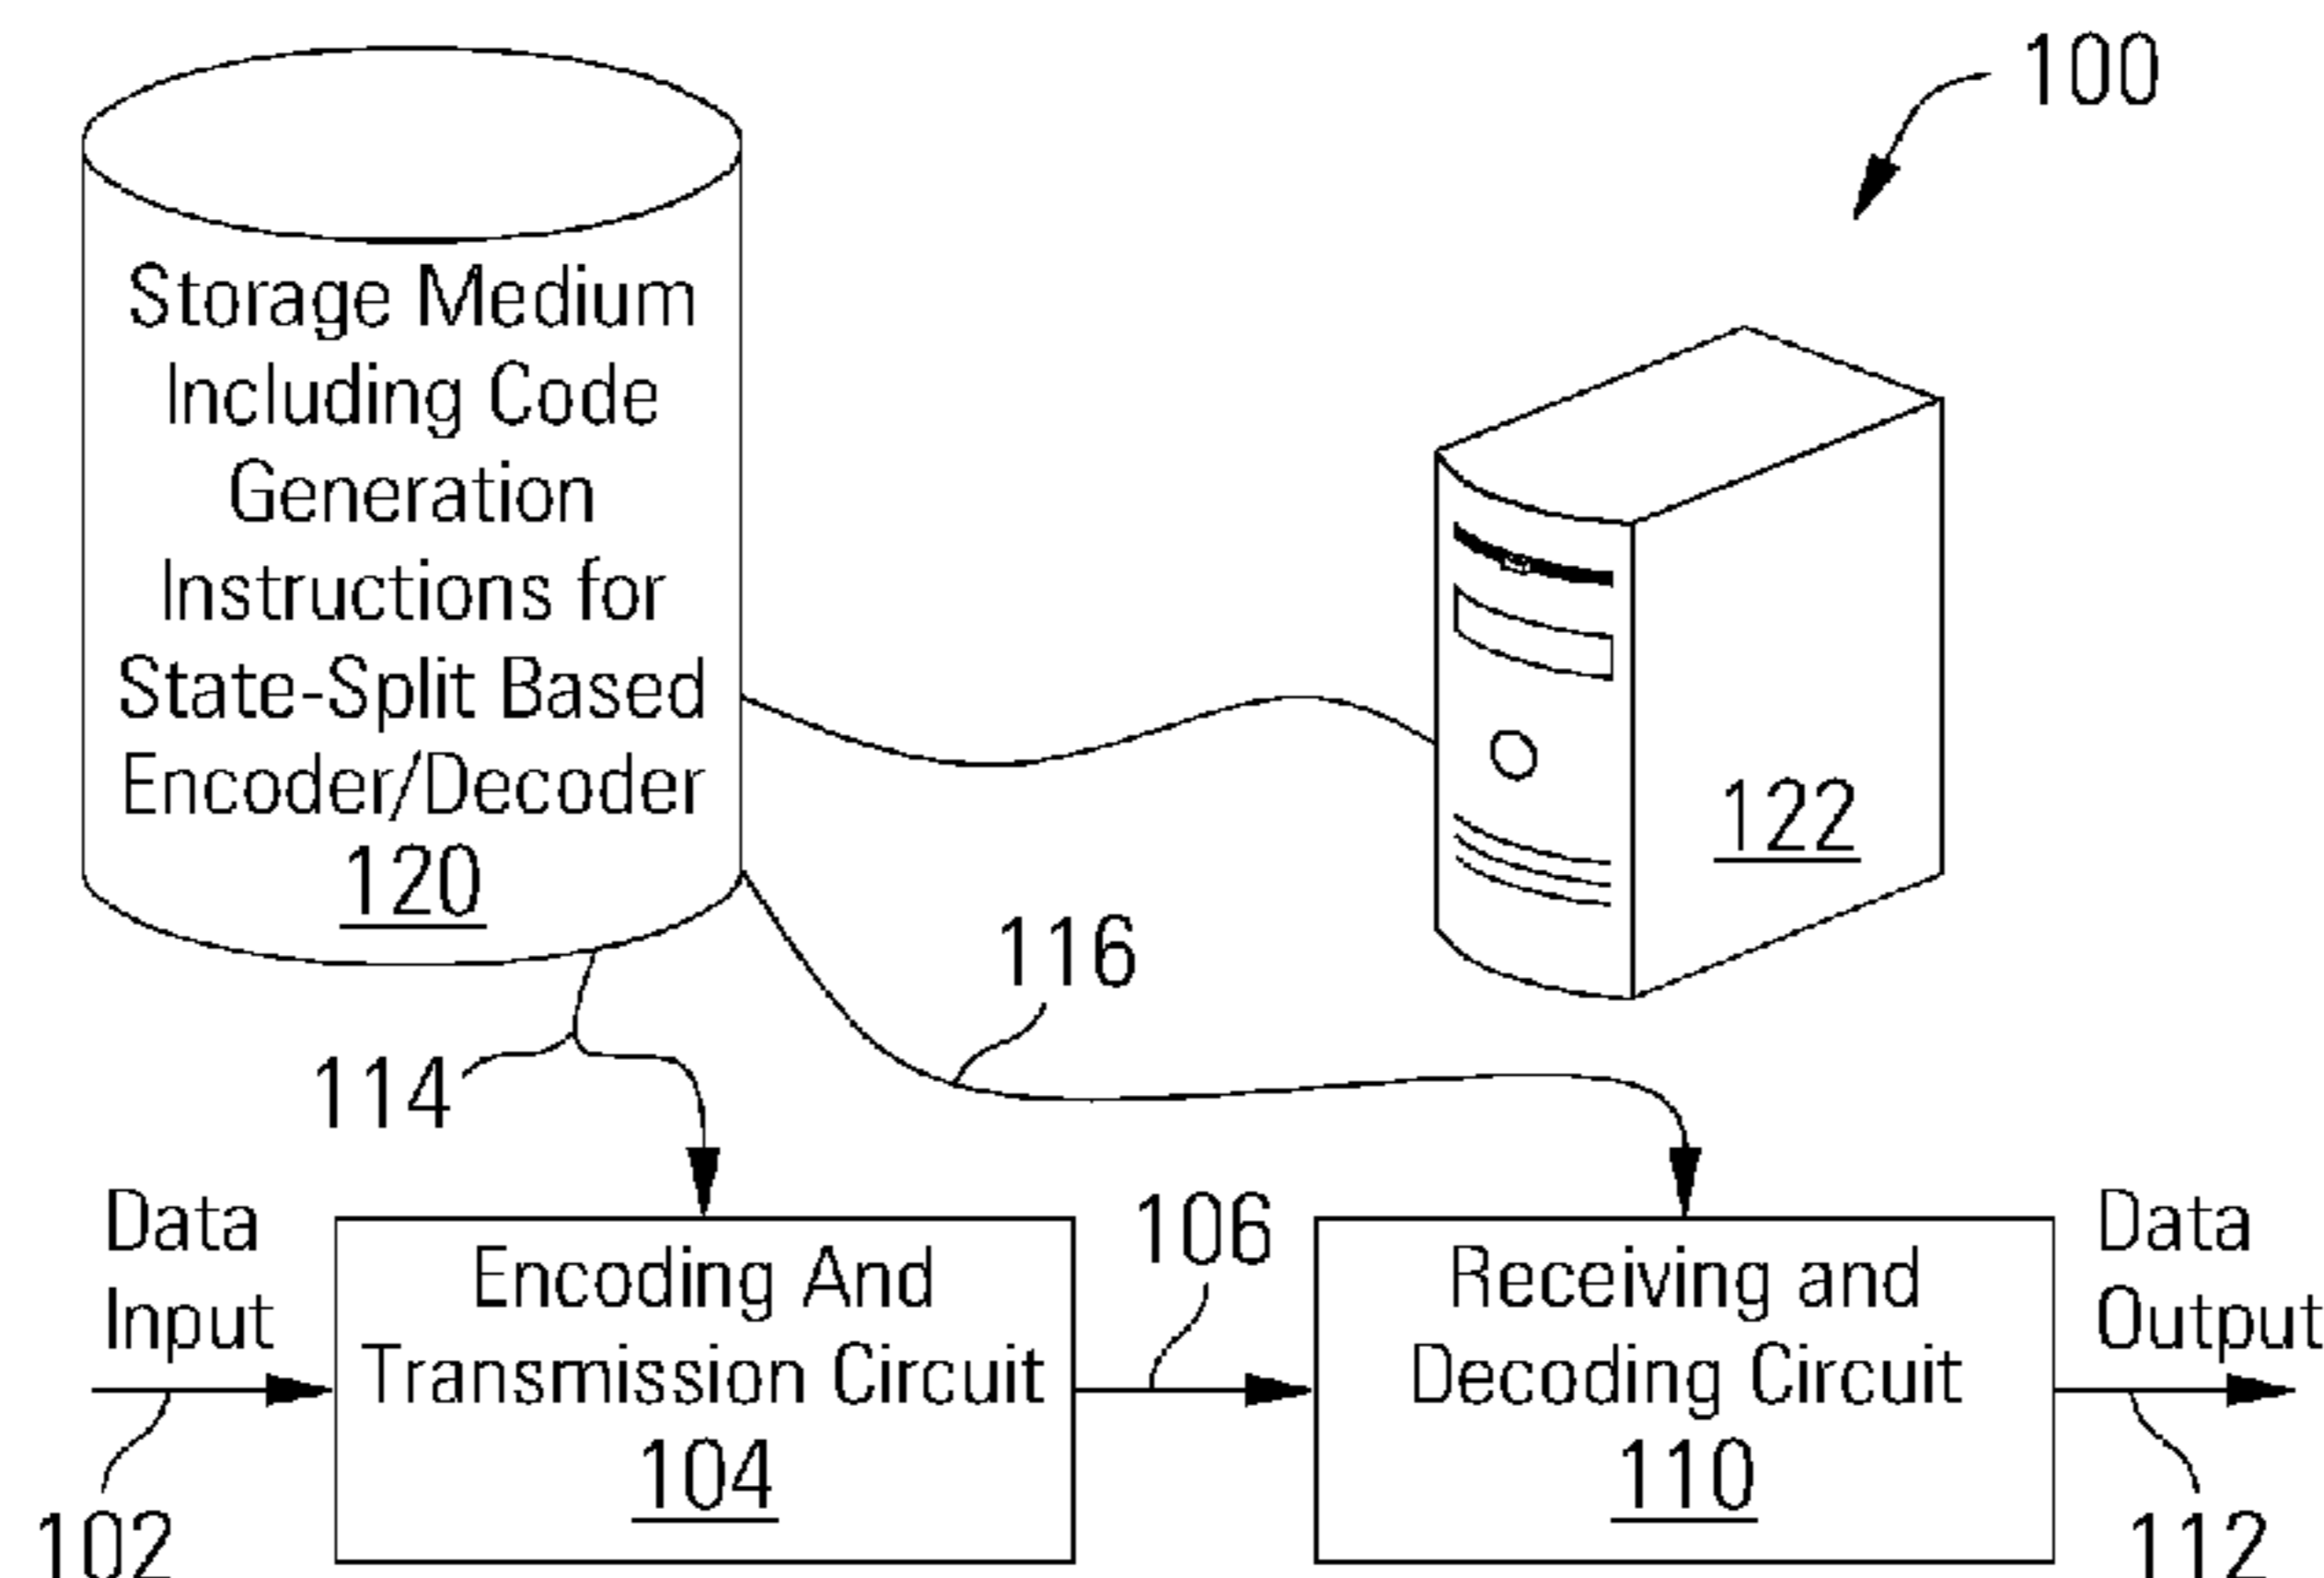 100
Storage Medium
Including Code
Generation
Instructions for
State-Split Based
Encoder/Decoder
120
122
116
114
Data
Input
102
Encoding And
Transmission Circuit
104
106
Receiving and
Decoding Circuit
110
Data
Output
112